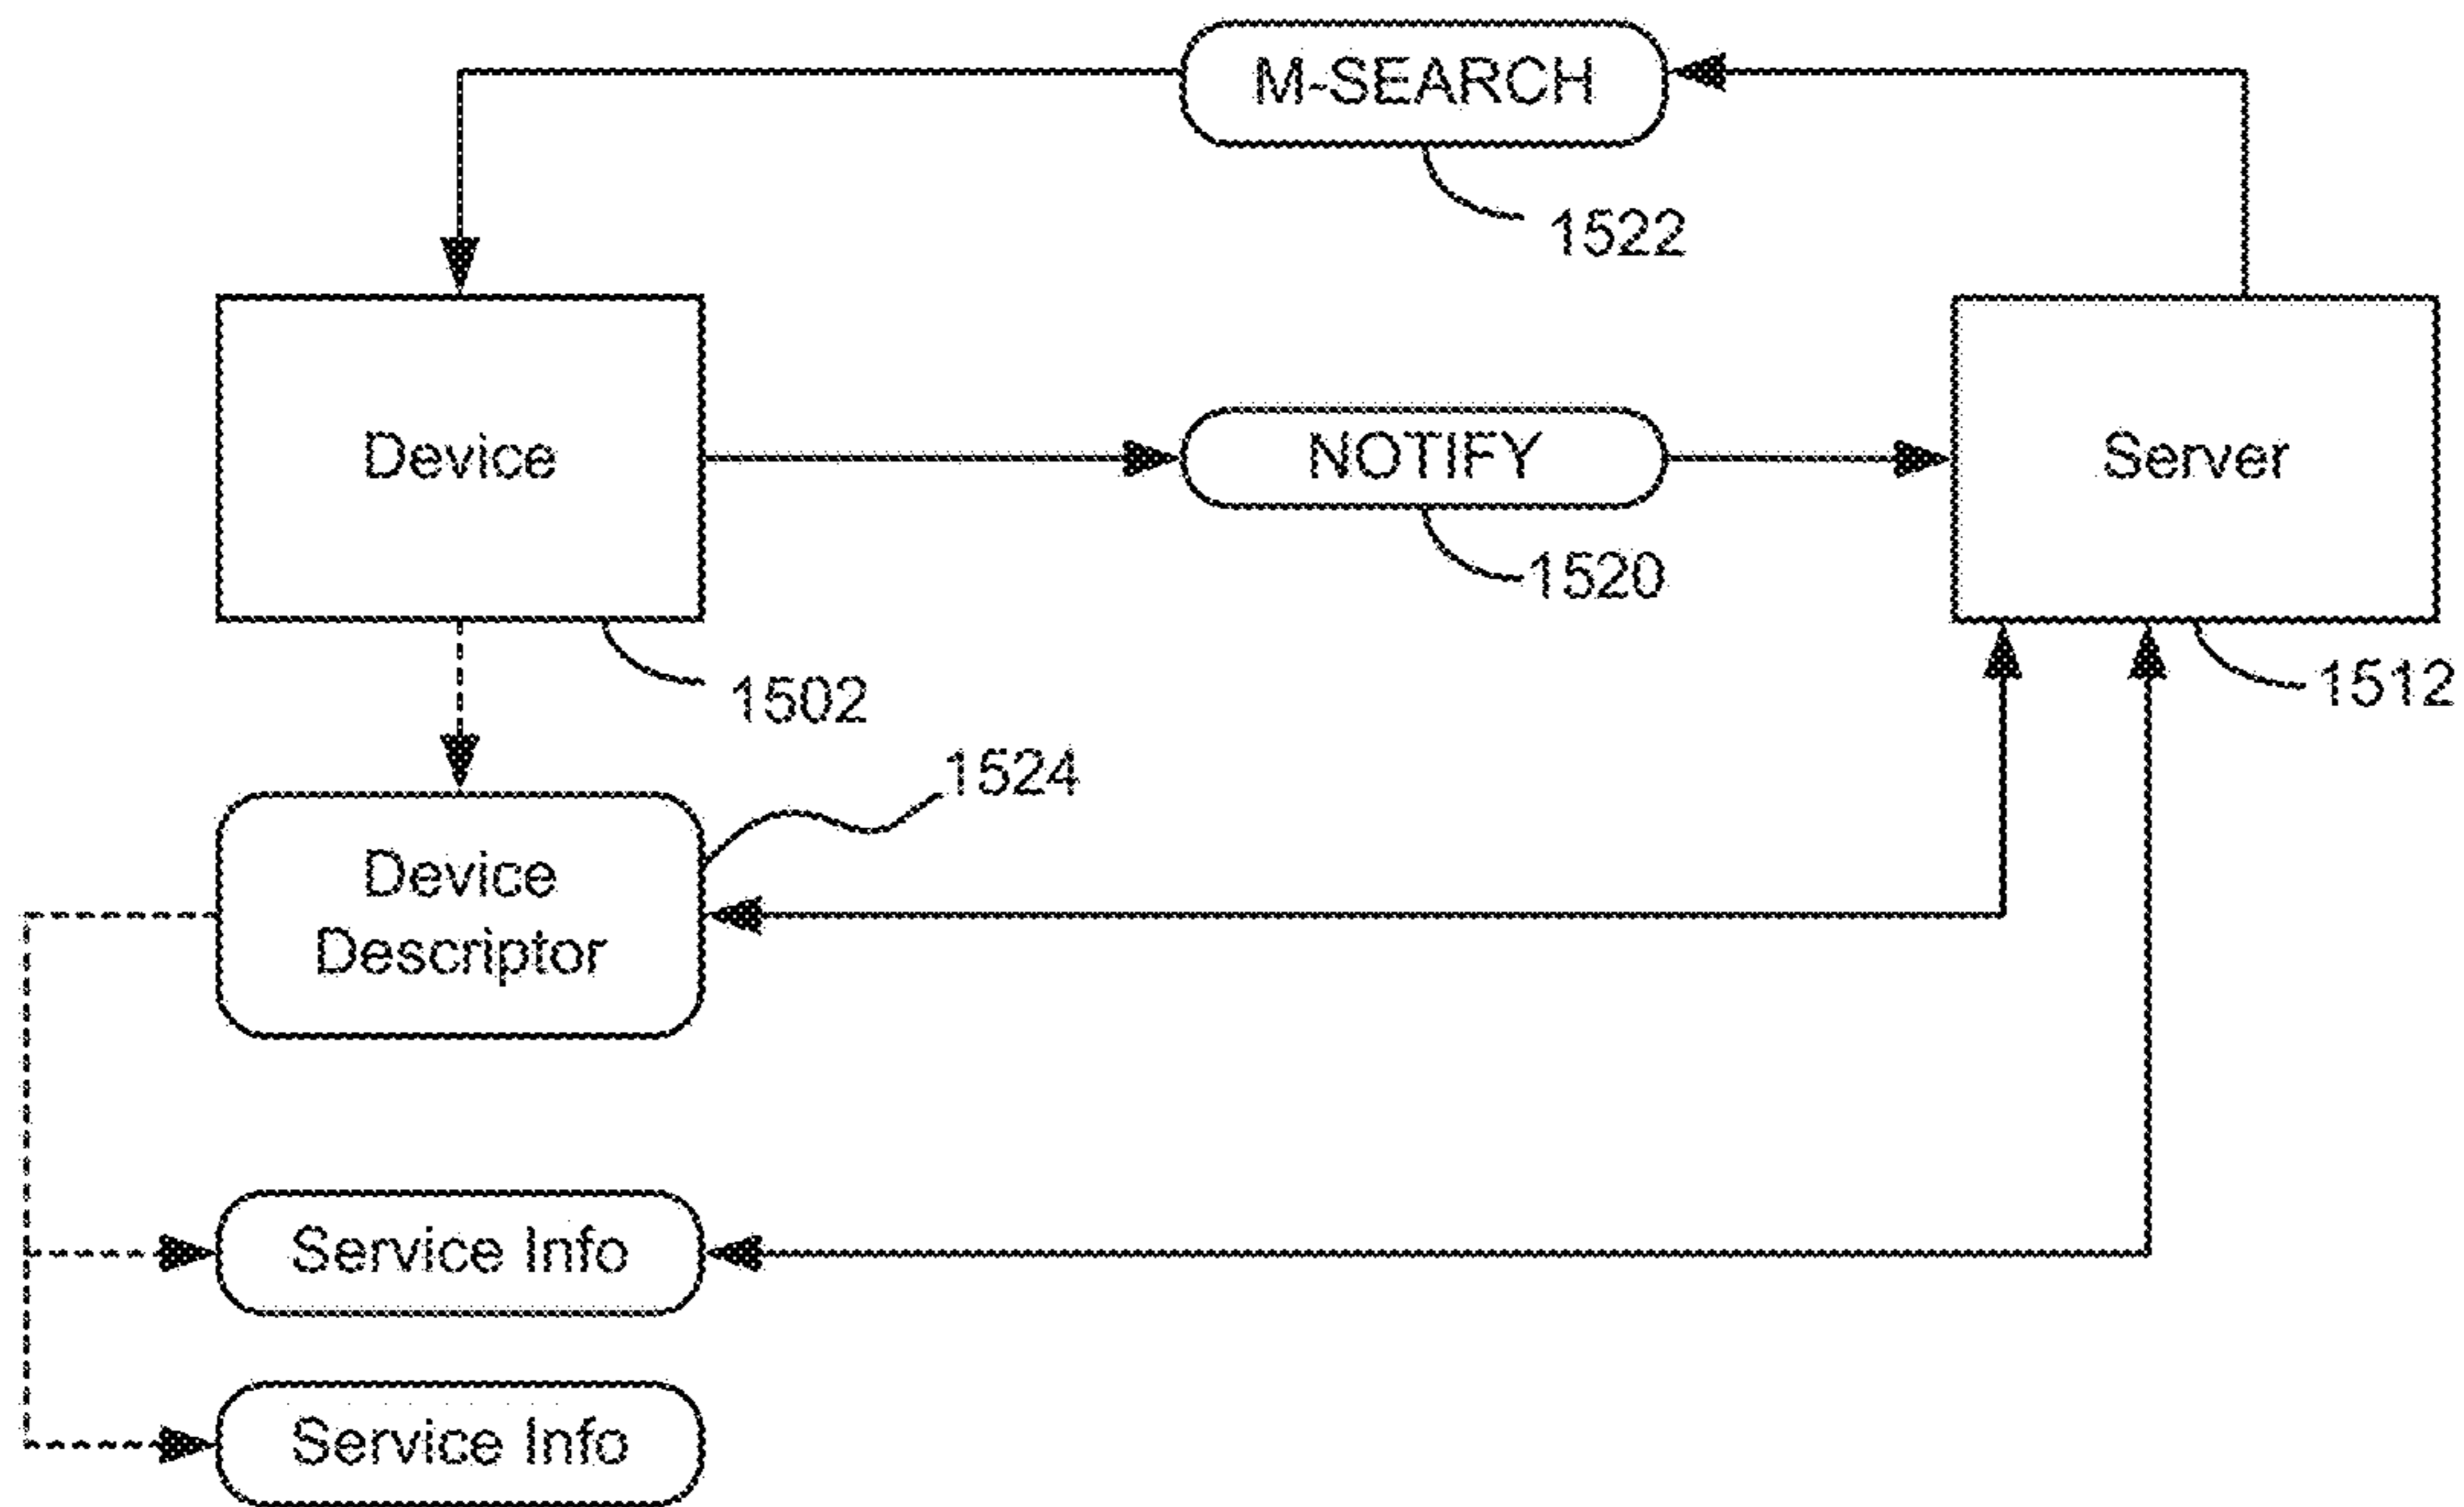 M-SEARCH
1522
Device
NOTIFY
Server
1520
1502
1512
1524
Device
Descriptor
Service Info
Service Info